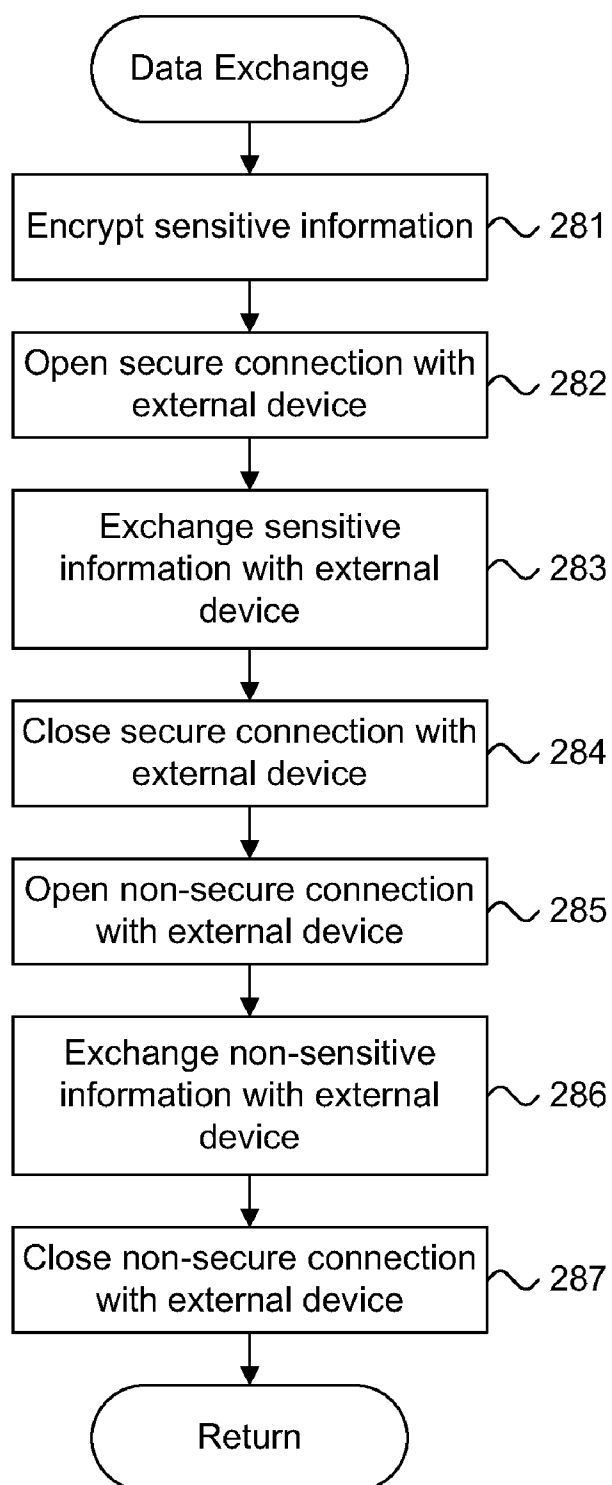 Data Exchange
Encrypt sensitive information
281
Open secure connection with
external device
282
Exchange sensitive
information with external
device
283
Close secure connection with
external device
284
Open non-secure connection
with external device
285
Exchange non-sensitive
information with external
device
286
Close non-secure connection
with external device
287
Return